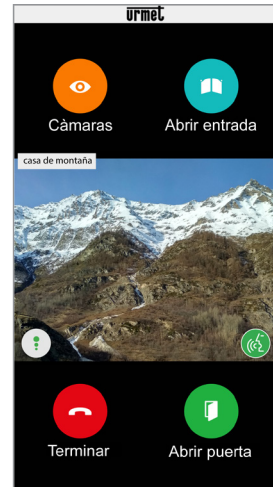 urmet
Càmaras
Abrir entrada
casa de montaña
Terminar
Abrir puerta